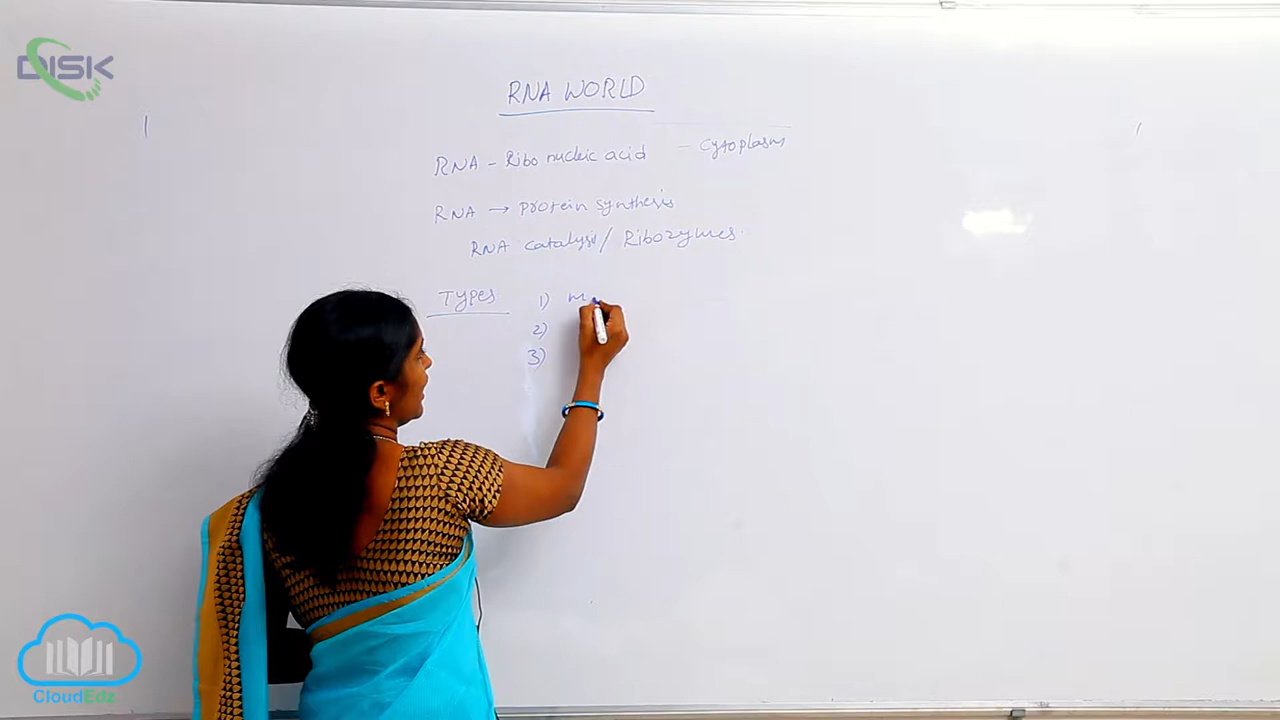 DISK
RNA WORLD
RNA - Ribo nucleic acid - Cytoplasm
RNA → protein synthesis
RNA catalysis / Ribozymes.
Types 1) m
2)
3)
CloudEdz